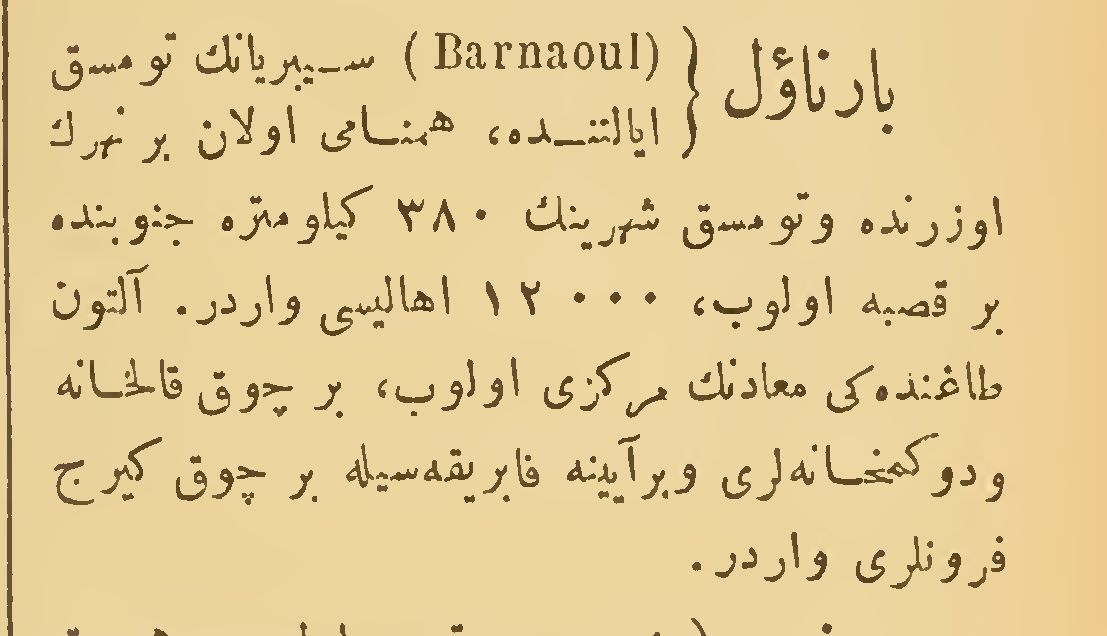 بارناؤل { (Barnaoul) سیبریانك تومسق
ایالتنده، همنامی اولان بر نهرك
اوزرنده وتومسق شهرینك ۳۸۰ کیلومتره جنوبنده
بر قصبه اولوب، ۱۲۰۰۰ اهالیسی واردر. آلتون
طاغنده‌کی معادنك مرکزی اولوب، بر چوق قالخانه
ودوکمخانه‌لری وبرآیینه فابریقه‌سیله بر چوق کیرج
فرونلری واردر.